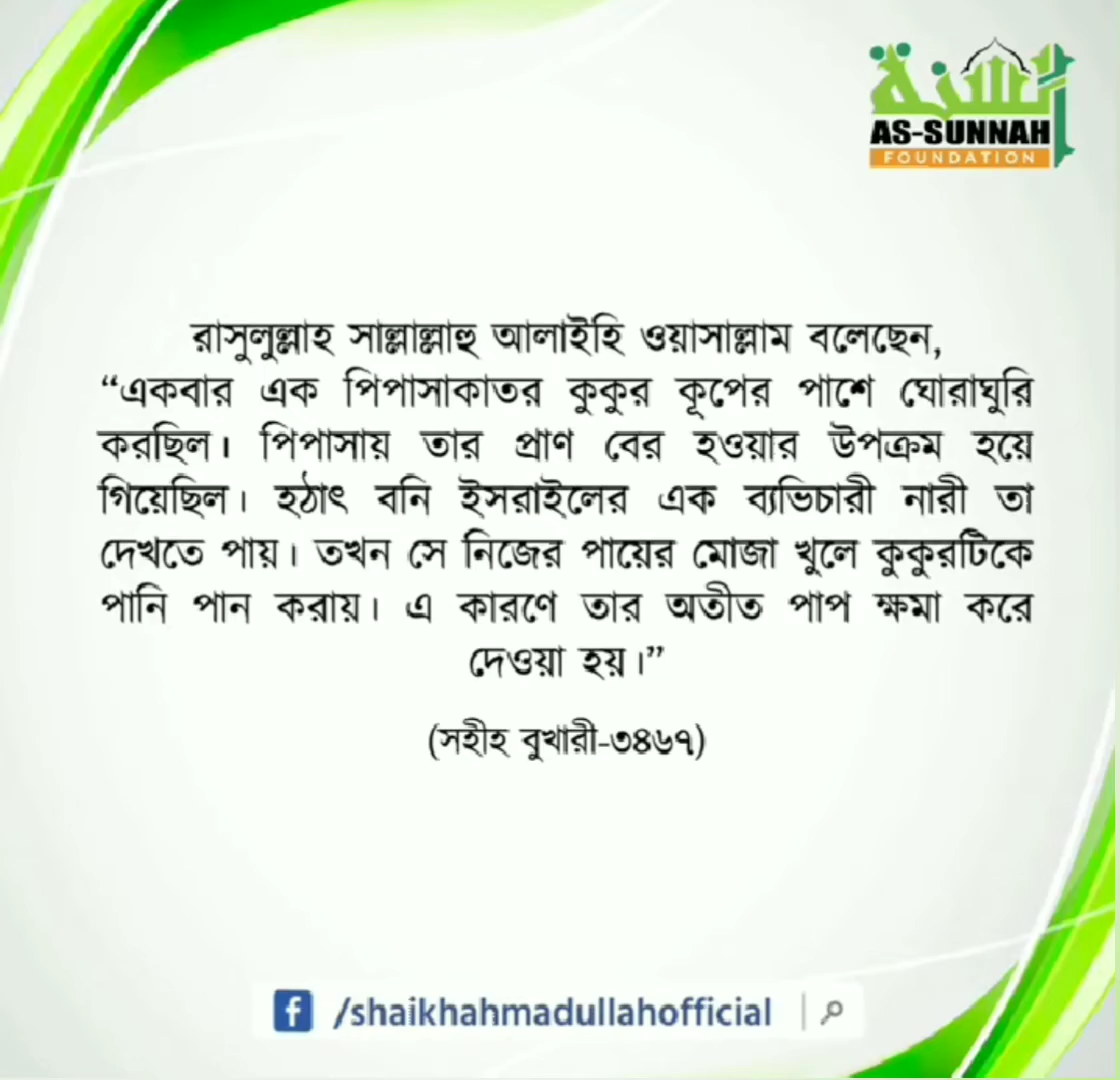 السنة
AS-SUNNAH
FOUNDATION
রাসুলুল্লাহ সাল্লাল্লাহু আলাইহি ওয়াসাল্লাম বলেছেন,
“একবার এক পিপাসাকাতর কুকুর কূপের পাশে ঘোরাঘুরি
করছিল। পিপাসায় তার প্রাণ বের হওয়ার উপক্রম হয়ে
গিয়েছিল। হঠাৎ বনি ইসরাইলের এক ব্যভিচারী নারী তা
দেখতে পায়। তখন সে নিজের পায়ের মোজা খুলে কুকুরটিকে
পানি পান করায়। এ কারণে তার অতীত পাপ ক্ষমা করে
দেওয়া হয়।”
(সহীহ বুখারী-৩৪৬৭)
f /shaikhahmadullahofficial